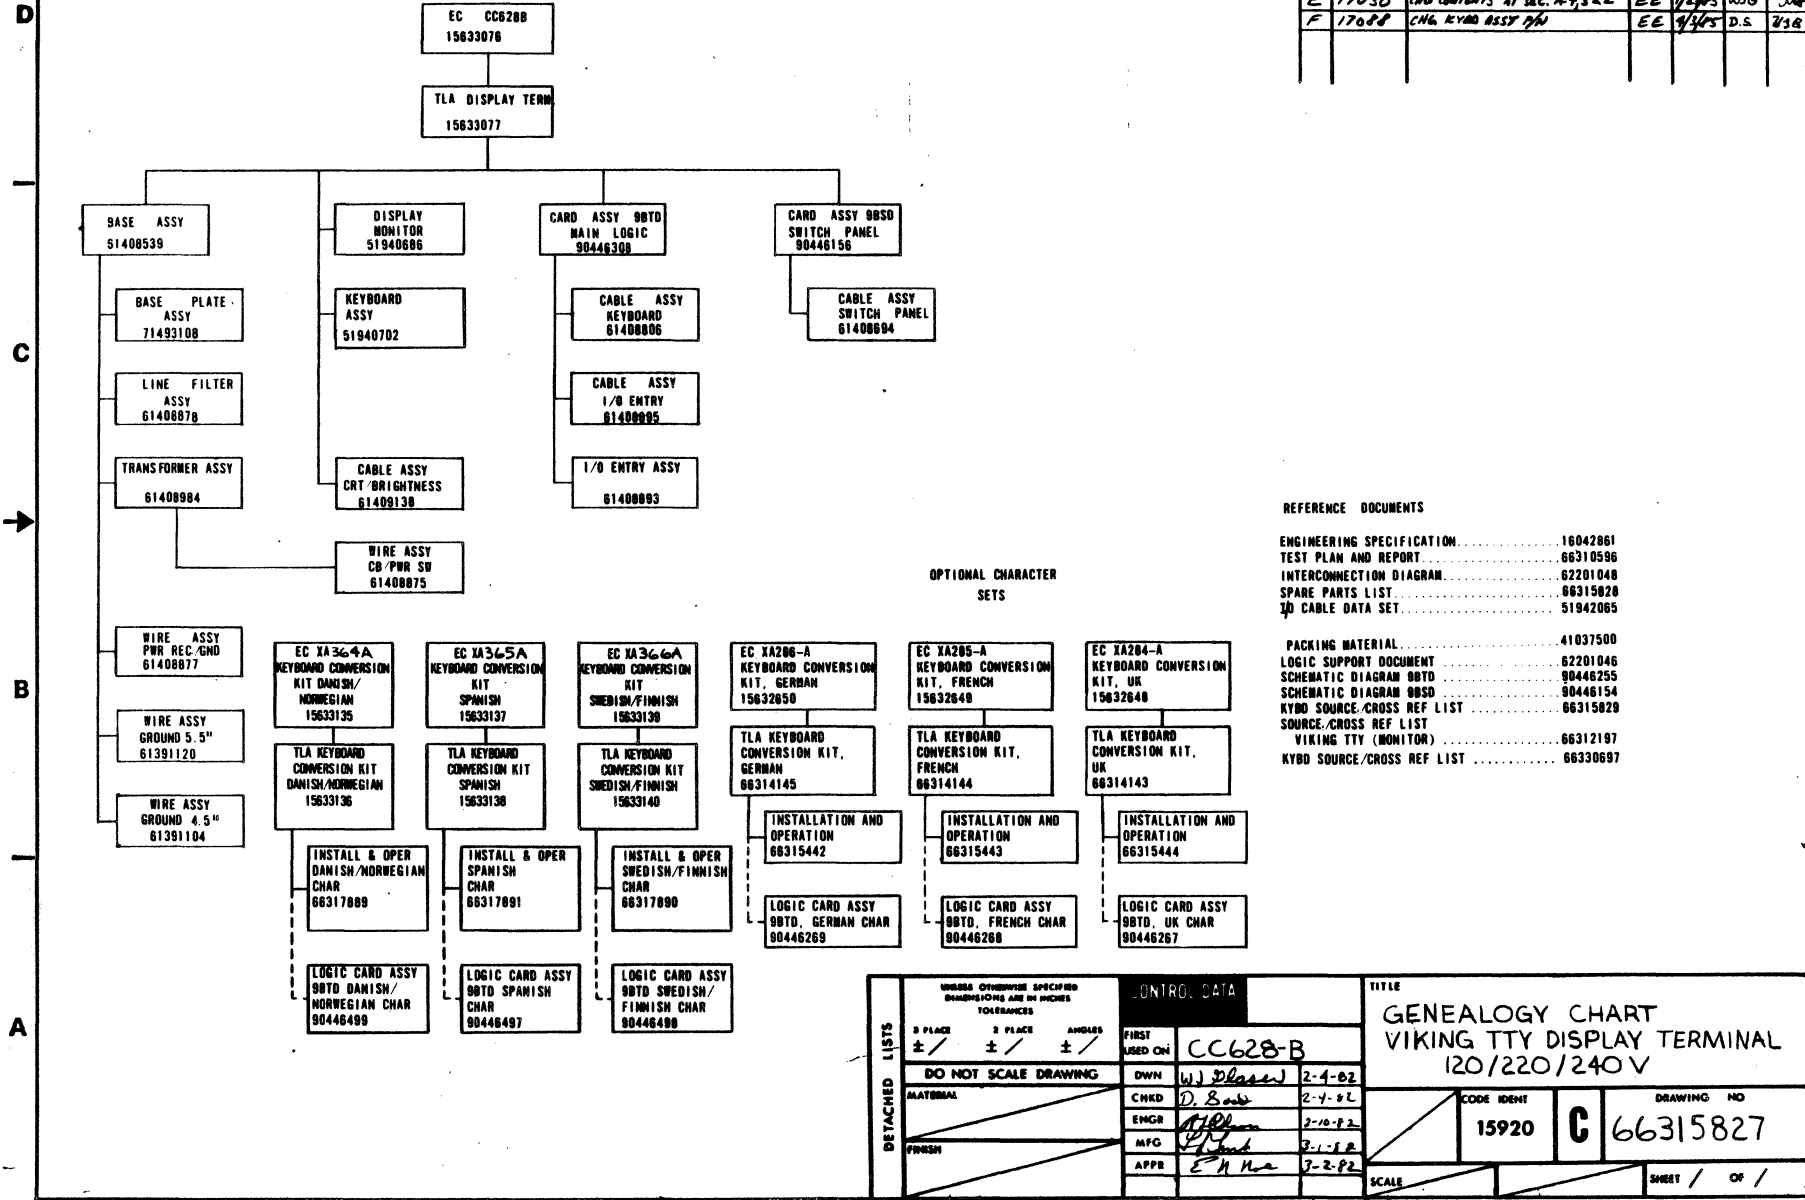 D
EC CC628B
15633076
F 17088 CHG KYBD ASSY P/N EE 4/3/85 D.S.
TLA DISPLAY TERM
15633077
BASE ASSY
61408539
DISPLAY
MONITOR
51940686
CARD ASSY 9BTD
MAIN LOGIC
90446308
CARD ASSY 9BSD
SWITCH PANEL
90446156
BASE PLATE
ASSY
71493108
KEYBOARD
ASSY
51940702
CABLE ASSY
KEYBOARD
61408806
CABLE ASSY
SWITCH PANEL
61408694
C
LINE FILTER
ASSY
61408878
CABLE ASSY
I/O ENTRY
61408895
TRANSFORMER ASSY
61408984
CABLE ASSY
CRT/BRIGHTNESS
61409138
I/O ENTRY ASSY
61408893
WIRE ASSY
CB/PWR SW
61408875
REFERENCE DOCUMENTS
ENGINEERING SPECIFICATION..............16042861
TEST PLAN AND REPORT..................66310596
INTERCONNECTION DIAGRAM...............62201048
SPARE PARTS LIST.....................66315828
I/O CABLE DATA SET....................51942065
PACKING MATERIAL.....................41037500
LOGIC SUPPORT DOCUMENT...............62201046
SCHEMATIC DIAGRAM 9BTD...............90446255
SCHEMATIC DIAGRAM 9BSD...............90446154
KYBD SOURCE/CROSS REF LIST............66315829
SOURCE/CROSS REF LIST
VIKING TTY (MONITOR)................66312197
KYBD SOURCE/CROSS REF LIST...........66330697
OPTIONAL CHARACTER
SETS
B
WIRE ASSY
PWR REC/GND
61408877
WIRE ASSY
GROUND 5.5"
61391120
WIRE ASSY
GROUND 4.5"
61391104
EC XA364A
KEYBOARD CONVERSION
KIT DANISH/
NORWEGIAN
15633135
EC XA365A
KEYBOARD CONVERSION
KIT
SPANISH
15633137
EC XA366A
KEYBOARD CONVERSION
KIT
SWEDISH/FINNISH
15633139
EC XA286-A
KEYBOARD CONVERSION
KIT, GERMAN
15632650
EC XA285-A
KEYBOARD CONVERSION
KIT, FRENCH
15632649
EC XA284-A
KEYBOARD CONVERSION
KIT, UK
15632648
TLA KEYBOARD
CONVERSION KIT
DANISH/NORWEGIAN
15633136
TLA KEYBOARD
CONVERSION KIT
SPANISH
15633138
TLA KEYBOARD
CONVERSION KIT
SWEDISH/FINNISH
15633140
TLA KEYBOARD
CONVERSION KIT,
GERMAN
66314145
TLA KEYBOARD
CONVERSION KIT,
FRENCH
66314144
TLA KEYBOARD
CONVERSION KIT,
UK
66314143
INSTALL & OPER
DANISH/NORWEGIAN
CHAR
66317889
INSTALL & OPER
SPANISH
CHAR
66317891
INSTALL & OPER
SWEDISH/FINNISH
CHAR
66317890
INSTALLATION AND
OPERATION
66315442
INSTALLATION AND
OPERATION
66315443
INSTALLATION AND
OPERATION
66315444
A
LOGIC CARD ASSY
9BTD DANISH/
NORWEGIAN CHAR
90446499
LOGIC CARD ASSY
9BTD SPANISH
CHAR
90446497
LOGIC CARD ASSY
9BTD SWEDISH/
FINNISH CHAR
90446498
LOGIC CARD ASSY
9BTD, GERMAN CHAR
90446269
LOGIC CARD ASSY
9BTD, FRENCH CHAR
90446268
LOGIC CARD ASSY
9BTD, UK CHAR
90446267
DETACHED LISTS
UNLESS OTHERWISE SPECIFIED
DIMENSIONS ARE IN INCHES
TOLERANCES
3 PLACE 2 PLACE ANGLES
± / ± / ± /
DO NOT SCALE DRAWING
MATERIAL
FINISH
CONTROL DATA
FIRST
USED ON CC628-B
DWN 2-4-82
CHKD 2-4-82
ENGR 2-10-82
MFG 3-1-82
APPR 3-2-82
TITLE
GENEALOGY CHART
VIKING TTY DISPLAY TERMINAL
120/220/240 V
CODE IDENT
15920
C
DRAWING NO
66315827
SCALE
SHEET / OF /